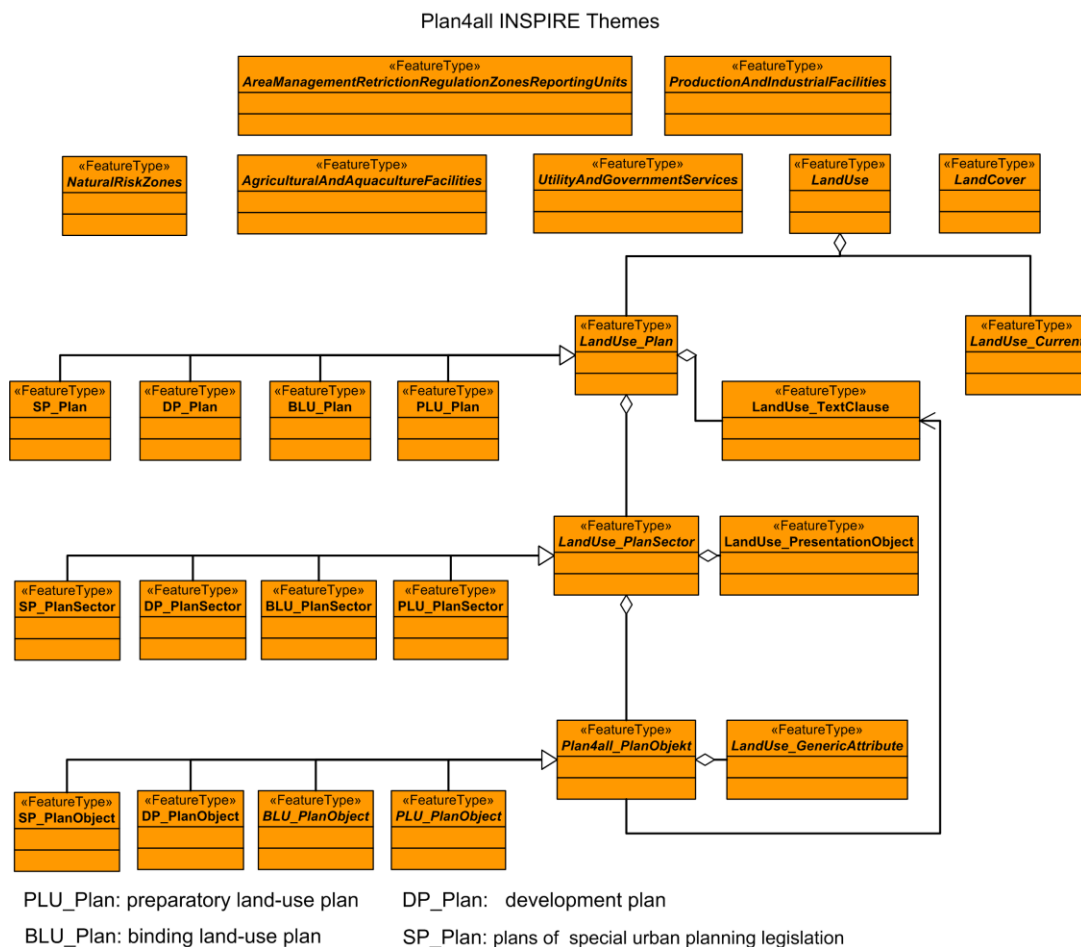 Plan4all INSPIRE Themes
«FeatureType»
AreaManagementRetrictionRegulationZonesReportingUnits
«FeatureType»
ProductionAndIndustrialFacilities
«FeatureType»
NaturalRiskZones
«FeatureType»
AgriculturalAndAquacultureFacilities
«FeatureType»
UtilityAndGovernmentServices
«FeatureType»
LandUse
«FeatureType»
LandCover
«FeatureType»
LandUse_Plan
«FeatureType»
LandUse_Current
«FeatureType»
SP_Plan
«FeatureType»
DP_Plan
«FeatureType»
BLU_Plan
«FeatureType»
PLU_Plan
«FeatureType»
LandUse_TextClause
«FeatureType»
LandUse_PlanSector
«FeatureType»
LandUse_PresentationObject
«FeatureType»
SP_PlanSector
«FeatureType»
DP_PlanSector
«FeatureType»
BLU_PlanSector
«FeatureType»
PLU_PlanSector
«FeatureType»
Plan4all_PlanObjekt
«FeatureType»
LandUse_GenericAttribute
«FeatureType»
SP_PlanObject
«FeatureType»
DP_PlanObject
«FeatureType»
BLU_PlanObject
«FeatureType»
PLU_PlanObject
PLU_Plan: preparatory land-use plan
DP_Plan: development plan
BLU_Plan: binding land-use plan
SP_Plan: plans of special urban planning legislation